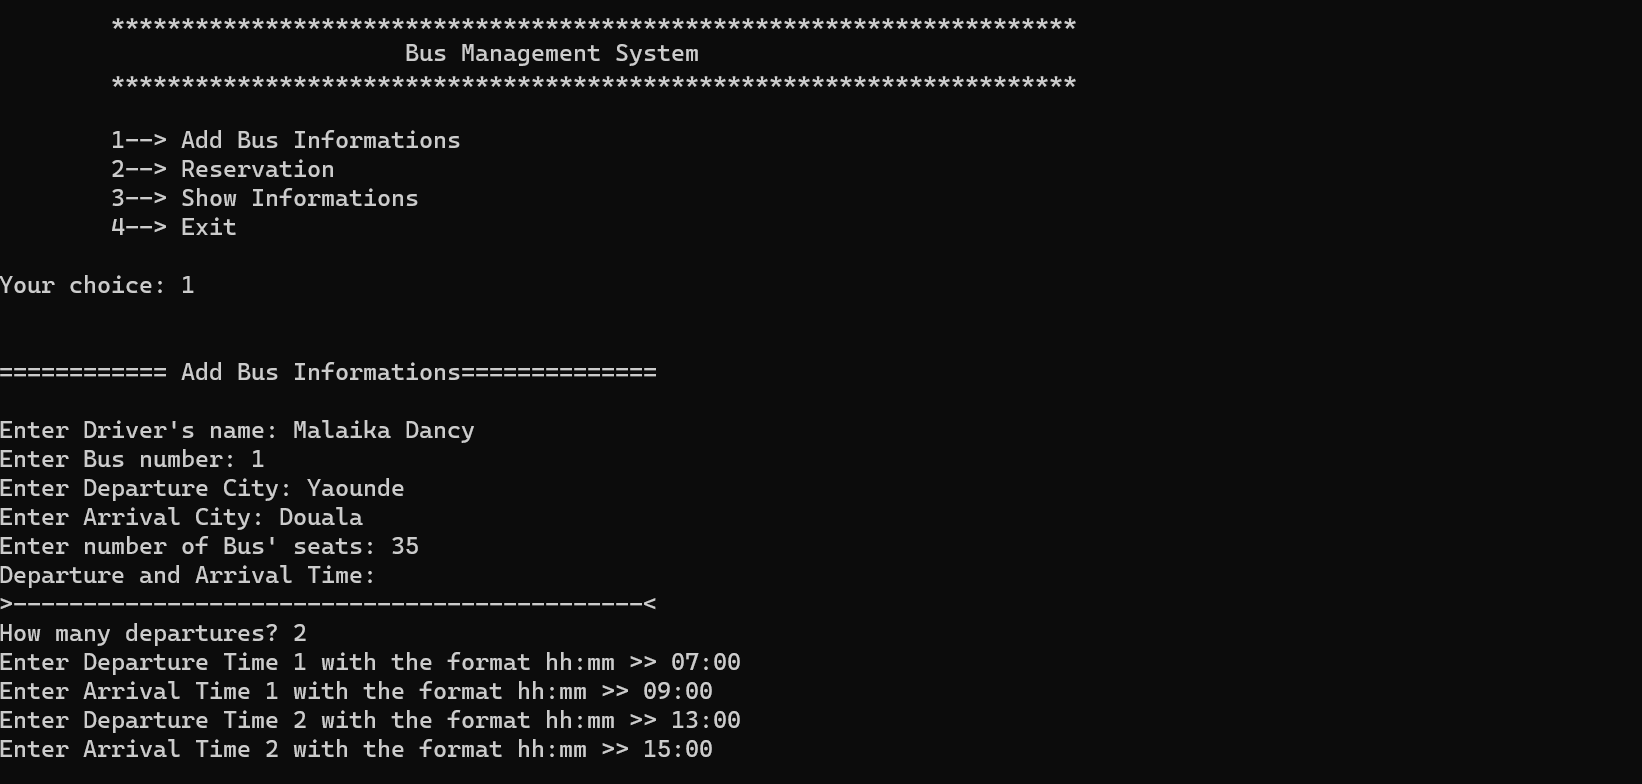 *********************************************************************
Bus Management System
*********************************************************************
1--> Add Bus Informations
2--> Reservation
3--> Show Informations
4--> Exit
Your choice: 1
============ Add Bus Informations==============
Enter Driver's name: Malaika Dancy
Enter Bus number: 1
Enter Departure City: Yaounde
Enter Arrival City: Douala
Enter number of Bus' seats: 35
Departure and Arrival Time:
>---------------------------------------------<
How many departures? 2
Enter Departure Time 1 with the format hh:mm >> 07:00
Enter Arrival Time 1 with the format hh:mm >> 09:00
Enter Departure Time 2 with the format hh:mm >> 13:00
Enter Arrival Time 2 with the format hh:mm >> 15:00